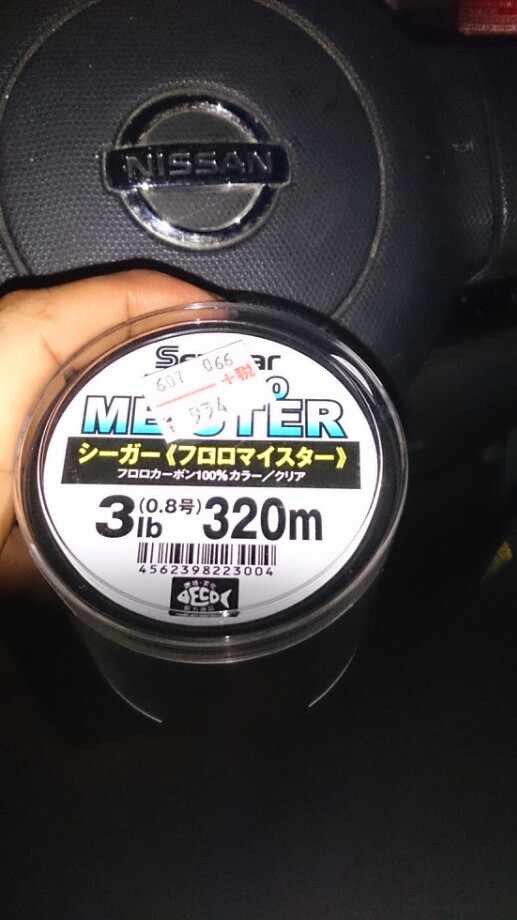 NISSAN
607 066
+税
¥ 934
シーガー《フロロマイスター》
フロロカーボン100%カラー／クリア
3lb (0.8号) 320m
4562398223004